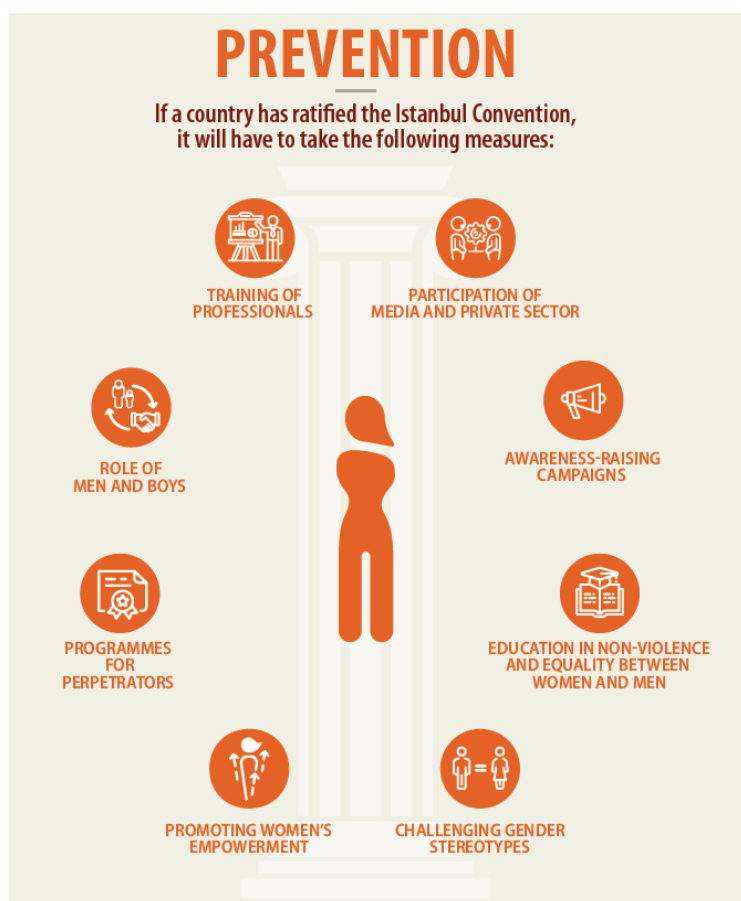 PREVENTION
If a country has ratified the Istanbul Convention,
it will have to take the following measures:
TRAINING OF
PROFESSIONALS
PARTICIPATION OF
MEDIA AND PRIVATE SECTOR
ROLE OF
MEN AND BOYS
AWARENESS-RAISING
CAMPAIGNS
PROGRAMMES
FOR
PERPETRATORS
EDUCATION IN NON-VIOLENCE
AND EQUALITY BETWEEN
WOMEN AND MEN
PROMOTING WOMEN'S
EMPOWERMENT
CHALLENGING GENDER
STEREOTYPES